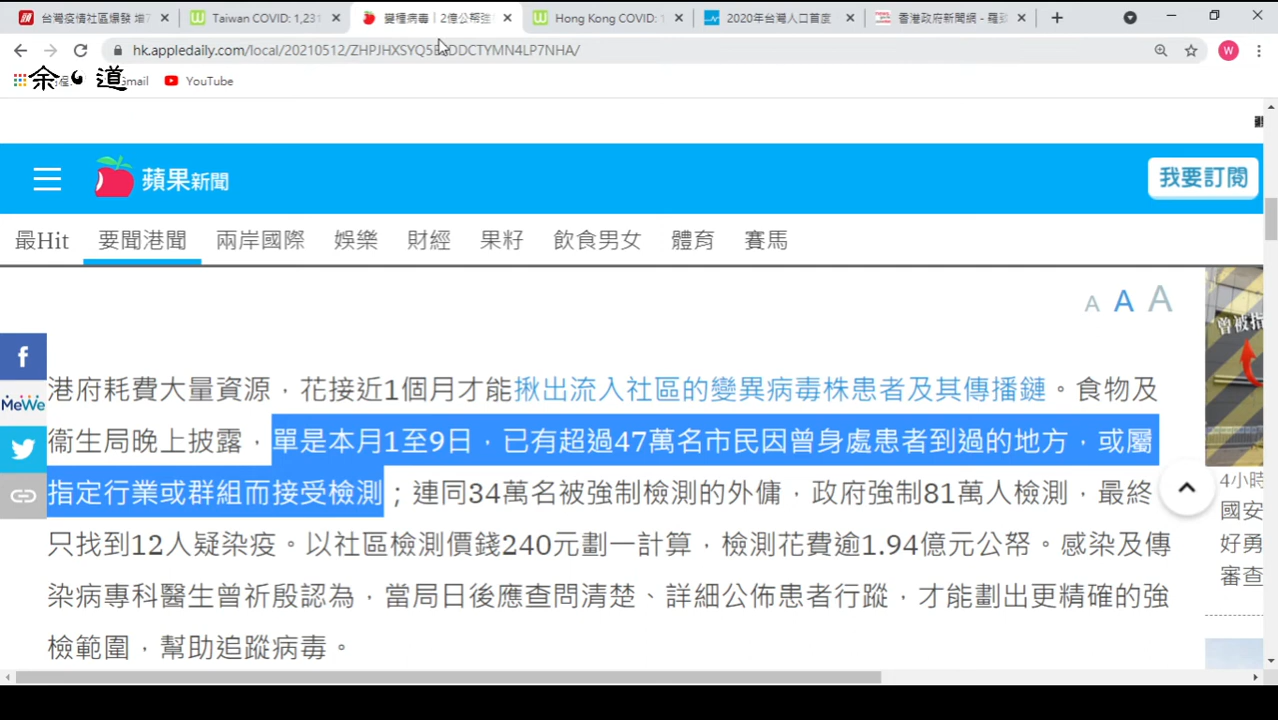 台灣疫情社區爆發 增
Taiwan COVID: 1,231
變種病毒｜2億公帑強
Hong Kong COVID: 1
2020年台灣人口首度
香港政府新聞網 - 羅
W
hk.appledaily.com/local/20210512/
余 道
Gmail
YouTube
蘋果新聞
我要訂閱
最Hit 要聞港聞 兩岸國際 娛樂 財經 果籽 飲食男女 體育 賽馬
A A A
曾被指
港府耗費大量資源，花接近1個月才能揪出流入社區的變異病毒株患者及其傳播鏈。食物及
MeWe
衞生局晚上披露，單是本月1至9日，已有超過47萬名市民因曾身處患者到過的地方，或屬
指定行業或群組而接受檢測；連同34萬名被強制檢測的外傭，政府強制81萬人檢測，最終
只找到12人疑染疫。以社區檢測價錢240元劃一計算，檢測花費逾1.94億元公帑。感染及傳
染病專科醫生曾祈殷認為，當局日後應查問清楚、詳細公佈患者行蹤，才能劃出更精確的強
檢範圍，幫助追蹤病毒。
4小時
國安
好勇
審查